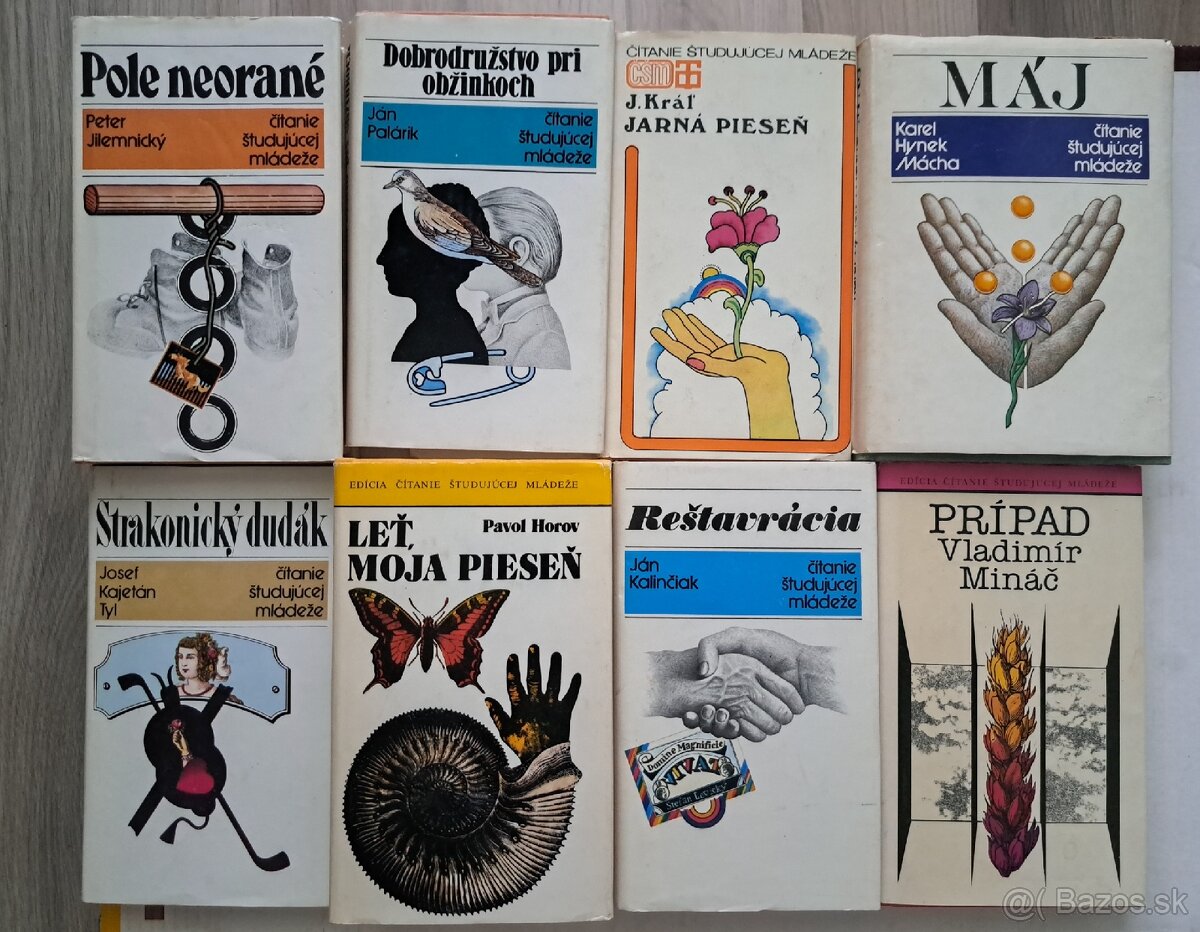 Pole neorané
Peter
Jilemnický
čítanie
študujúcej
mládeže
Dobrodružstvo pri
obžinkoch
Ján
Palárik
čítanie
študujúcej
mládeže
ČÍTANIE ŠTUDUJÚCEJ MLÁDEŽE
ČSM
J. Kráľ
JARNÁ PIESEŇ
MÁJ
Karel
Hynek
Mácha
čítanie
študujúcej
mládeže
Strakonický dudák
Josef
Kajetán
Tyl
čítanie
študujúcej
mládeže
EDÍCIA ČÍTANIE ŠTUDUJÚCEJ MLÁDEŽE
Pavol Horov
LEŤ,
MOJA PIESEŇ
Reštavrácia
Ján
Kalinčiak
čítanie
študujúcej
mládeže
Domine Magnificie
VIVAT
Štefan Levický
EDÍCIA ČÍTANIE ŠTUDUJÚCEJ MLÁDEŽE
PRÍPAD
Vladimír
Mináč
@( Bazos.sk